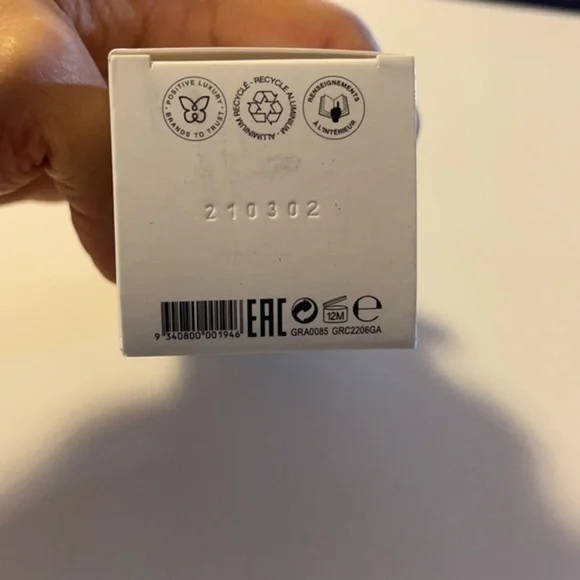 POSITIVE LUXURY
• BRANDS TO TRUST •
RECYCLE ALUMINIUM
ALUMINIUM RECYCLÉ
RENSEIGNEMENTS
À L'INTÉRIEUR
210302
EAC
12M
e
9 340800 001946
GRA0085 GRC2206GA